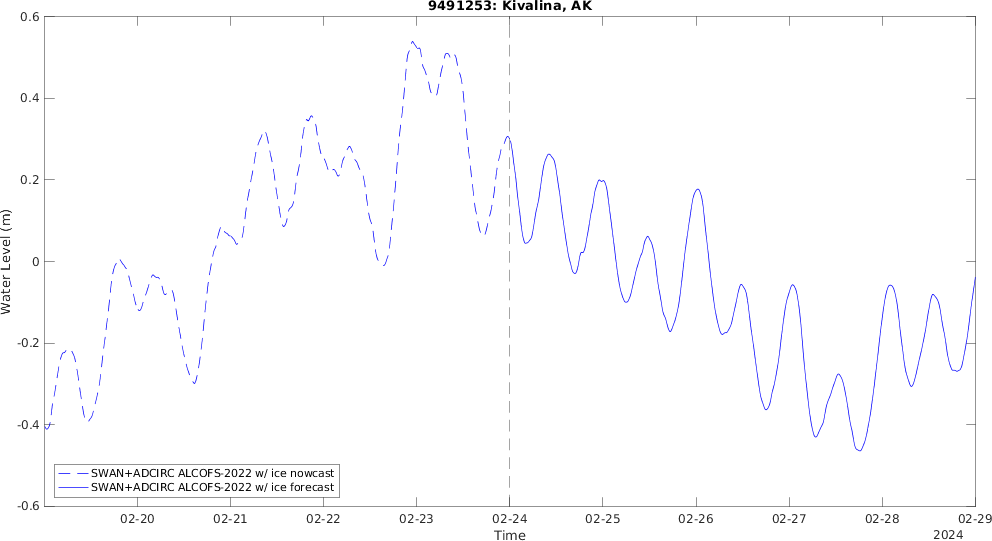 9491253: Kivalina, AK
0.6
0.4
0.2
0
-0.2
-0.4
-0.6
Water Level (m)
SWAN+ADCIRC ALCOFS-2022 w/ ice nowcast
SWAN+ADCIRC ALCOFS-2022 w/ ice forecast
02-20 02-21 02-22 02-23 02-24 02-25 02-26 02-27 02-28 02-29
Time
2024